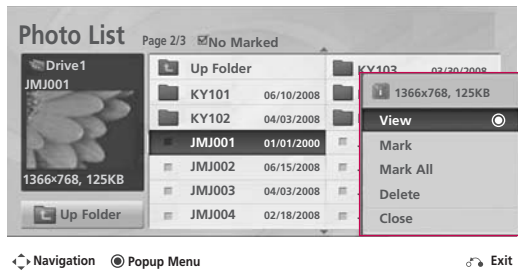 Photo List Page 2/3 No Marked
Drive1
JMJ001
1366x768, 125KB
Up Folder
Up Folder
KY101 06/10/2008
KY102 04/03/2008
JMJ001 01/01/2000
JMJ002 06/15/2008
JMJ003 04/03/2008
JMJ004 02/18/2008
KY103 03/30/2008
1366x768, 125KB
View
Mark
Mark All
Delete
Close
Navigation Popup Menu Exit